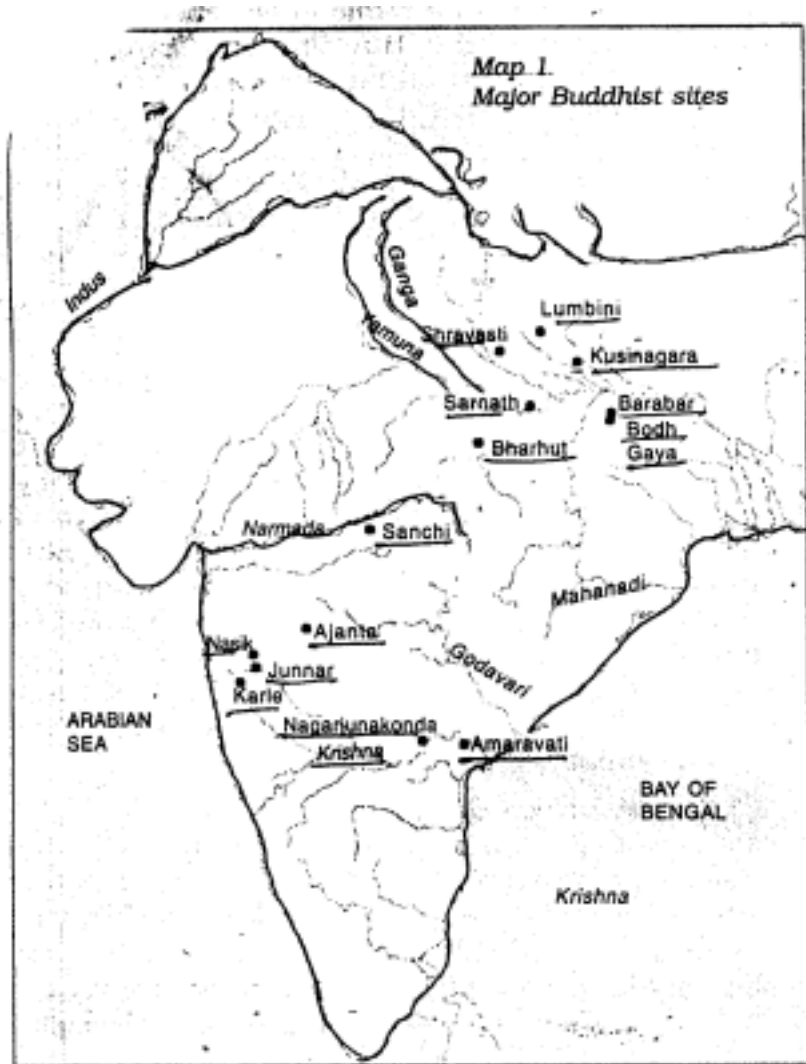 Map 1.
Major Buddhist sites
Indus
Ganga
Yamuna
Lumbini
Shravasti
Kusinagara
Sarnath
Barabar
Bodh
Gaya
Bharhut
Narmada
Sanchi
Mahanadi
Ajanta
Nasik
Junnar
Godavari
Karle
ARABIAN
SEA
Nagarjunakonda
Krishna
Amaravati
BAY OF
BENGAL
Krishna